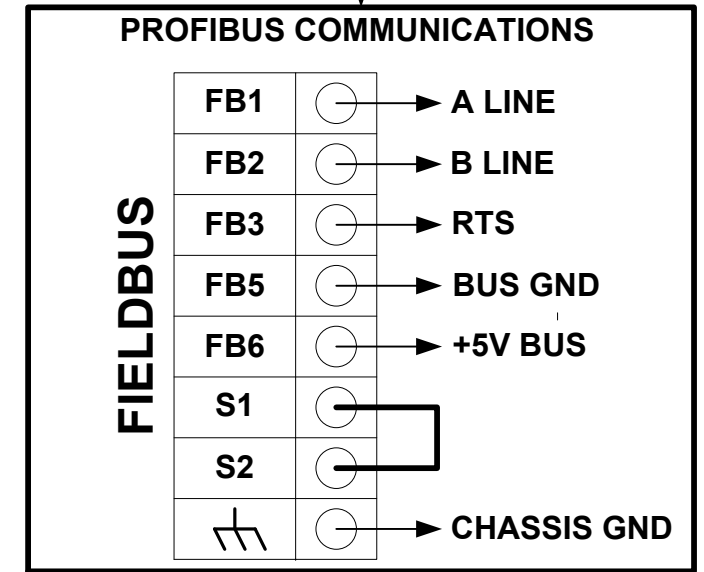 PROFIBUS COMMUNICATIONS
FIELDBUS
FB1 A LINE
FB2 B LINE
FB3 RTS
FB5 BUS GND
FB6 +5V BUS
S1
S2
CHASSIS GND